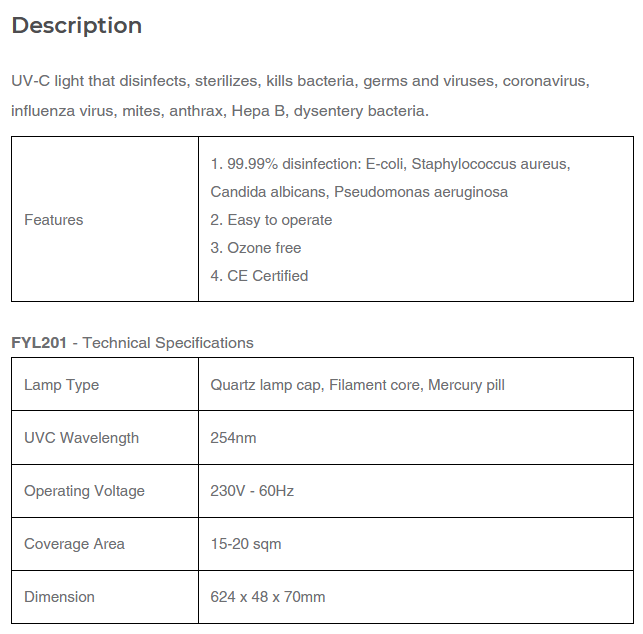 Description
UV-C light that disinfects, sterilizes, kills bacteria, germs and viruses, coronavirus,
influenza virus, mites, anthrax, Hepa B, dysentery bacteria.
Features
1. 99.99% disinfection: E-coli, Staphylococcus aureus,
Candida albicans, Pseudomonas aeruginosa
2. Easy to operate
3. Ozone free
4. CE Certified
FYL201 - Technical Specifications
Lamp Type Quartz lamp cap, Filament core, Mercury pill
UVC Wavelength 254nm
Operating Voltage 230V - 60Hz
Coverage Area 15-20 sqm
Dimension 624 x 48 x 70mm